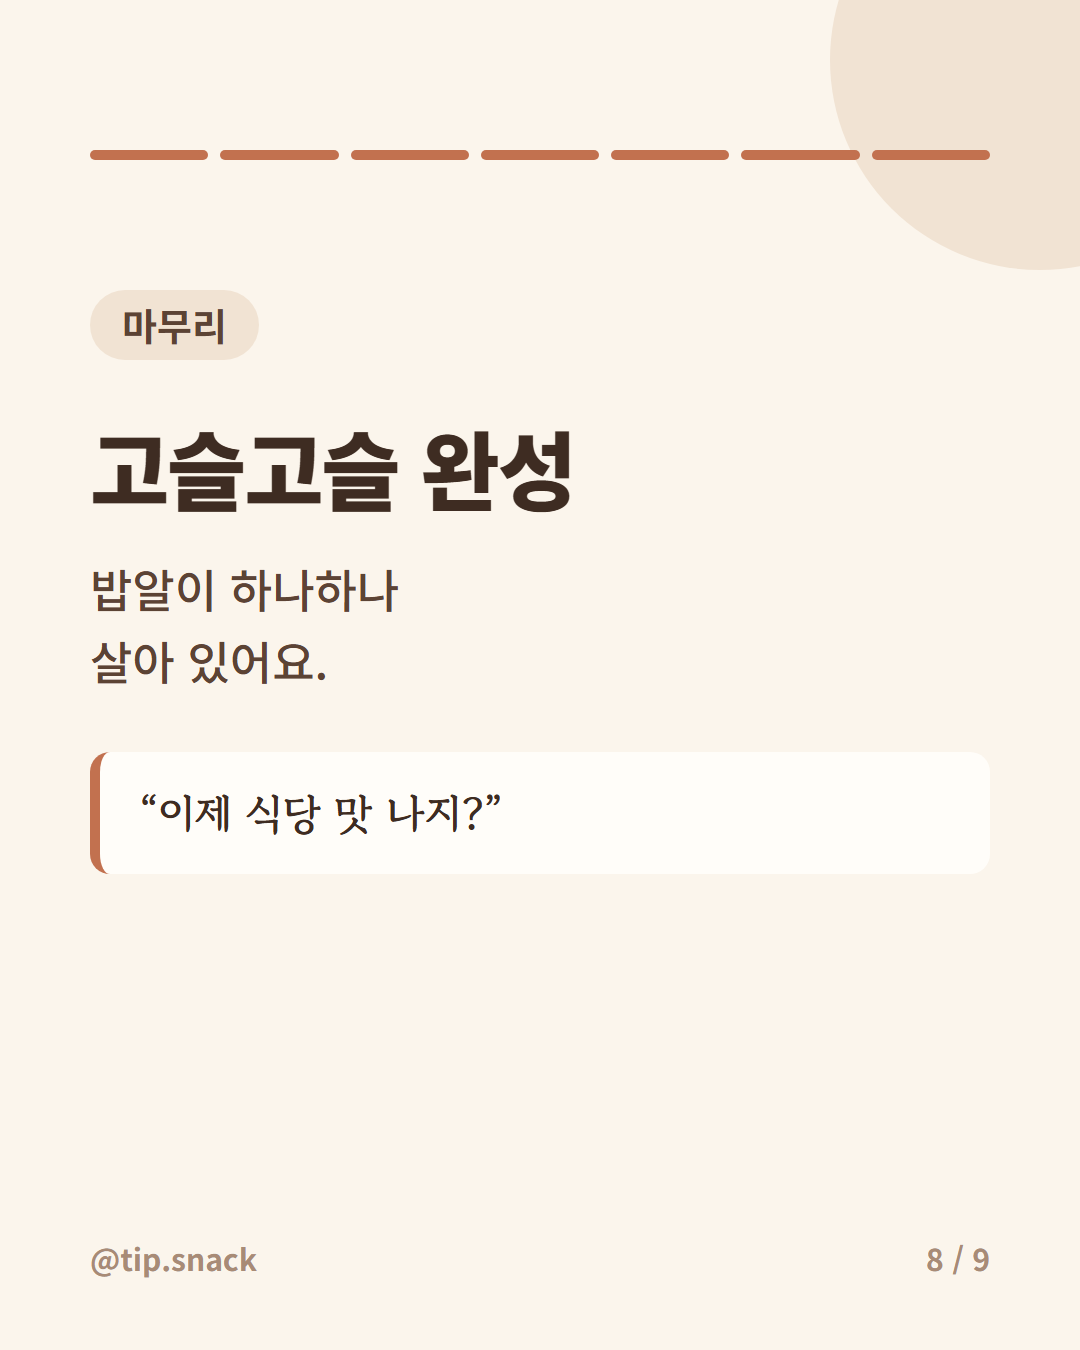 마무리
고슬고슬 완성
밥알이 하나하나
살아 있어요.
“이제 식당 맛 나지?”
@tip.snack
8 / 9